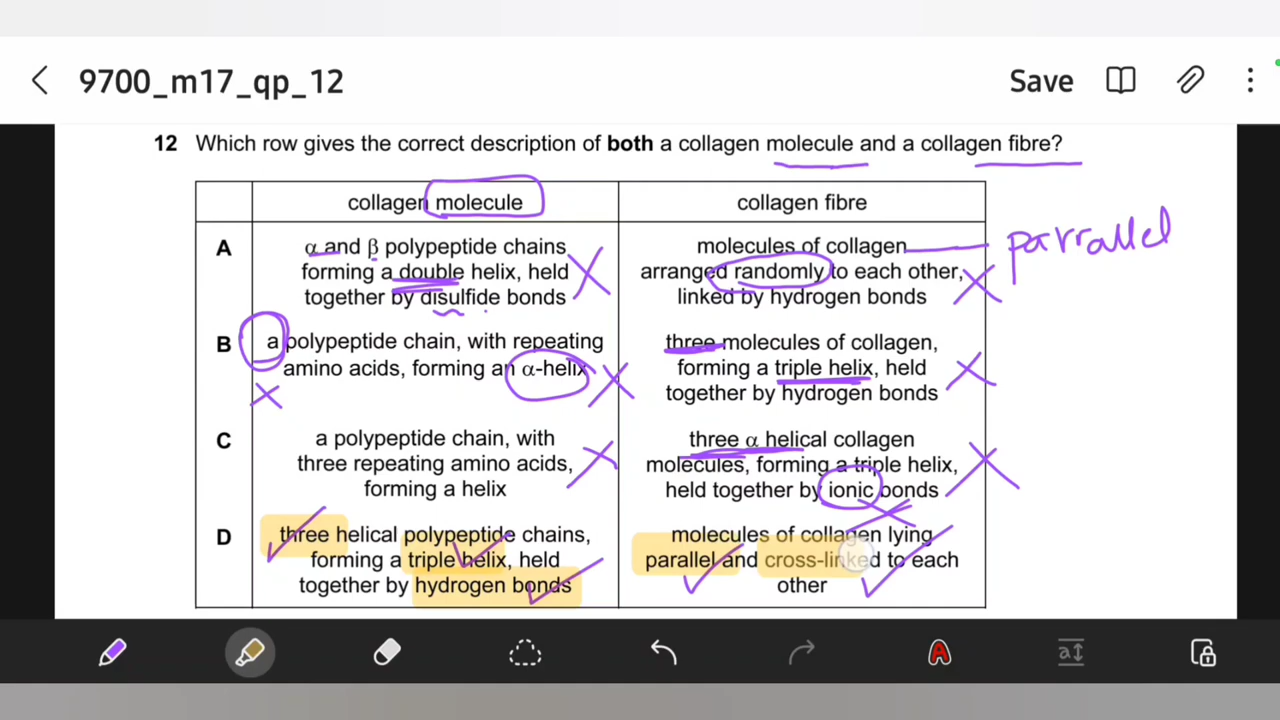 9700_m17_qp_12
Save
12 Which row gives the correct description of both a collagen molecule and a collagen fibre?
collagen molecule
collagen fibre
A
α and β polypeptide chains
forming a double helix, held
together by disulfide bonds
molecules of collagen
arranged randomly to each other,
linked by hydrogen bonds
parrallel
B
a polypeptide chain, with repeating
amino acids, forming an α-helix
three molecules of collagen,
forming a triple helix, held
together by hydrogen bonds
C
a polypeptide chain, with
three repeating amino acids,
forming a helix
three α helical collagen
molecules, forming a triple helix,
held together by ionic bonds
D
three helical polypeptide chains,
forming a triple helix, held
together by hydrogen bonds
molecules of collagen lying
parallel and cross-linked to each
other
A
a